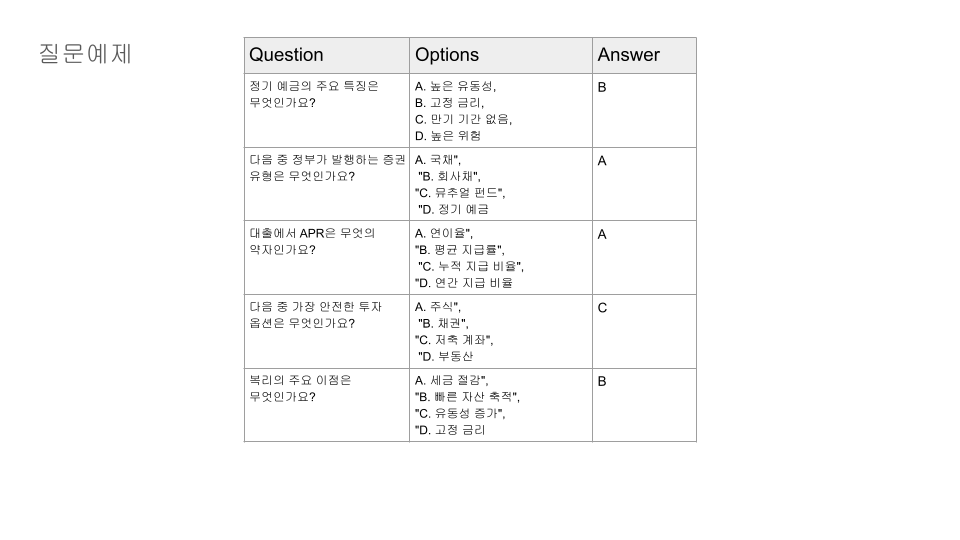 질문예제
Question Options Answer
정기 예금의 주요 특징은
무엇인가요?
A. 높은 유동성,
B. 고정 금리,
C. 만기 기간 없음,
D. 높은 위험
B
다음 중 정부가 발행하는 증권
유형은 무엇인가요?
A. 국채",
"B. 회사채",
"C. 뮤추얼 펀드",
"D. 정기 예금
A
대출에서 APR은 무엇의
약자인가요?
A. 연이율",
"B. 평균 지급률",
"C. 누적 지급 비율",
"D. 연간 지급 비율
A
다음 중 가장 안전한 투자
옵션은 무엇인가요?
A. 주식",
"B. 채권",
"C. 저축 계좌",
"D. 부동산
C
복리의 주요 이점은
무엇인가요?
A. 세금 절감",
"B. 빠른 자산 축적",
"C. 유동성 증가",
"D. 고정 금리
B